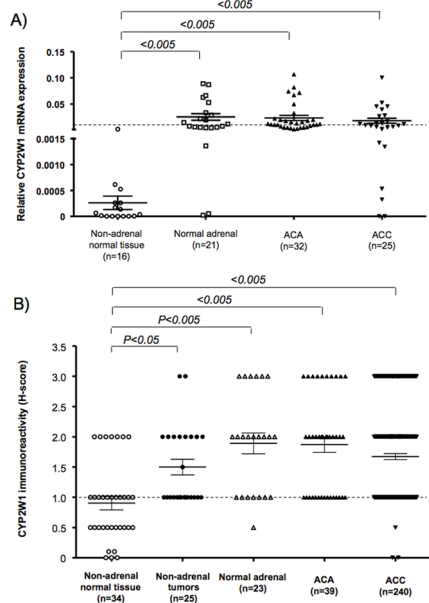 A)
<0.005
<0.005
<0.005
Relative CYP2W1 mRNA expression
0.15
0.10
0.05
0.0015
0.0010
0.0005
0
Non-adrenal normal tissue (n=16)
Normal adrenal (n=21)
ACA (n=32)
ACC (n=25)
B)
<0.005
<0.005
P<0.005
P<0.05
CYP2W1 immunoreactivity (H-score)
3.5
3.0
2.0
1.5
1.0
0.5
0
Non-adrenal normal tissue (n=34)
Non-adrenal tumors (n=25)
Normal adrenal (n=23)
ACA (n=39)
ACC (n=240)